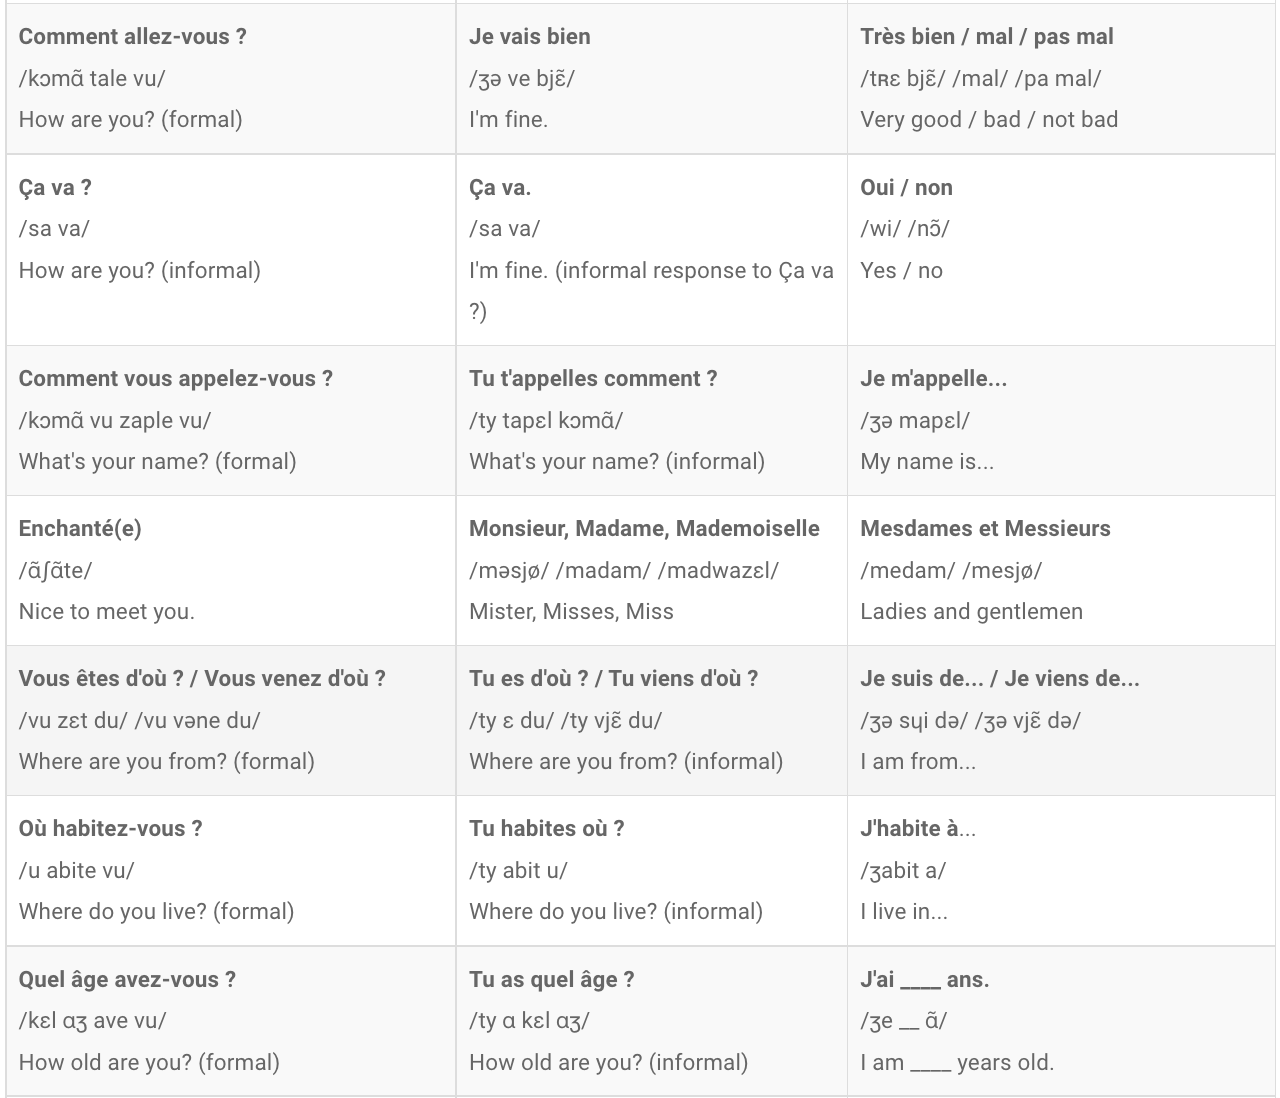 Comment allez-vous ?
/kɔmɑ̃ tale vu/
How are you? (formal)
Je vais bien
/ʒə ve bjɛ̃/
I'm fine.
Très bien / mal / pas mal
/tʀɛ bjɛ̃/ /mal/ /pa mal/
Very good / bad / not bad
Ça va ?
/sa va/
How are you? (informal)
Ça va.
/sa va/
I'm fine. (informal response to Ça va
?)
Oui / non
/wi/ /nɔ̃/
Yes / no
Comment vous appelez-vous ?
/kɔmɑ̃ vu zaple vu/
What's your name? (formal)
Tu t'appelles comment ?
/ty tapɛl kɔmɑ̃/
What's your name? (informal)
Je m'appelle...
/ʒə mapɛl/
My name is...
Enchanté(e)
/ɑ̃ʃɑ̃te/
Nice to meet you.
Monsieur, Madame, Mademoiselle
/məsjø/ /madam/ /madwazɛl/
Mister, Misses, Miss
Mesdames et Messieurs
/medam/ /mesjø/
Ladies and gentlemen
Vous êtes d'où ? / Vous venez d'où ?
/vu zɛt du/ /vu vəne du/
Where are you from? (formal)
Tu es d'où ? / Tu viens d'où ?
/ty ɛ du/ /ty vjɛ̃ du/
Where are you from? (informal)
Je suis de... / Je viens de...
/ʒə sɥi də/ /ʒə vjɛ̃ də/
I am from...
Où habitez-vous ?
/u abite vu/
Where do you live? (formal)
Tu habites où ?
/ty abit u/
Where do you live? (informal)
J'habite à...
/ʒabit a/
I live in...
Quel âge avez-vous ?
/kɛl ɑʒ ave vu/
How old are you? (formal)
Tu as quel âge ?
/ty ɑ kɛl ɑʒ/
How old are you? (informal)
J'ai ____ ans.
/ʒe __ ɑ̃/
I am ____ years old.